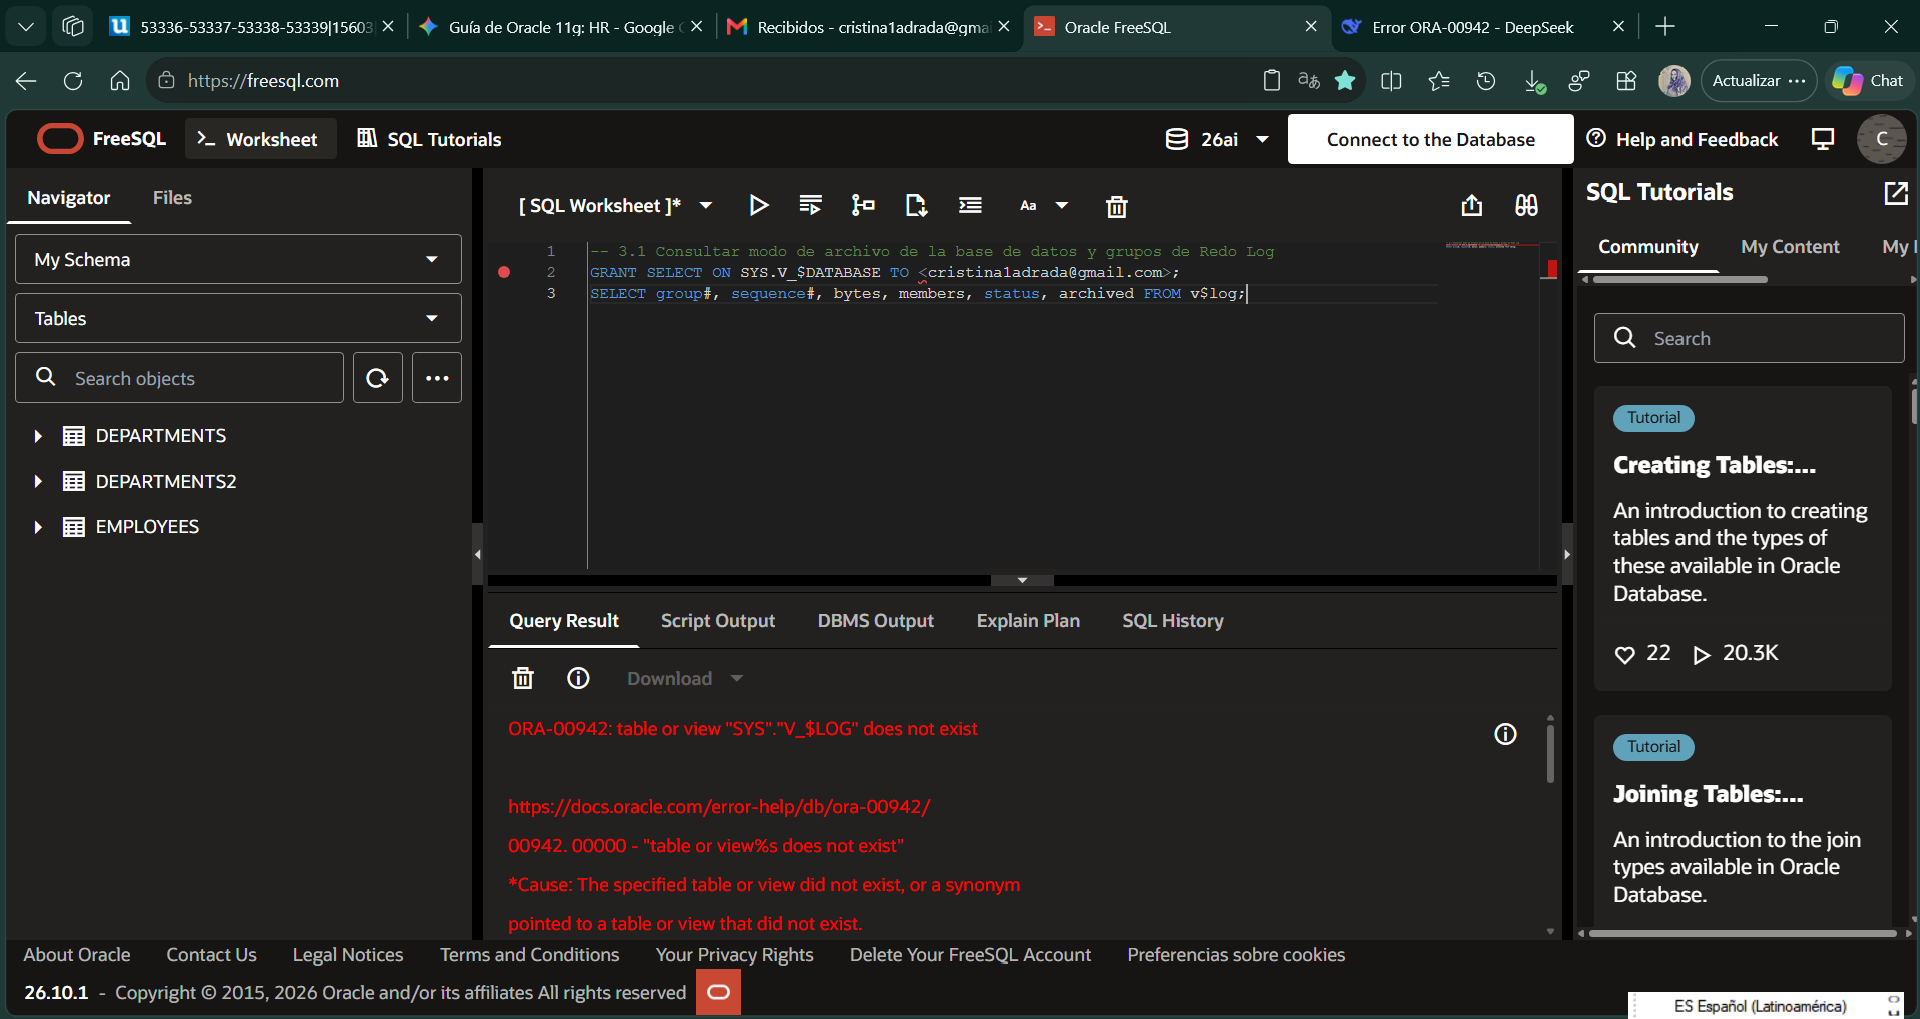 53336-53337-53338-53339|15603
Guía de Oracle 11g: HR - Google
Recibidos - cristina1adrada@gmai
Oracle FreeSQL
Error ORA-00942 - DeepSeek
https://freesql.com
Actualizar
Chat
FreeSQL
Worksheet
SQL Tutorials
26ai
Connect to the Database
Help and Feedback
C
Navigator
Files
My Schema
Tables
Search objects
DEPARTMENTS
DEPARTMENTS2
EMPLOYEES
[ SQL Worksheet ]*
Aa
1 -- 3.1 Consultar modo de archivo de la base de datos y grupos de Redo Log
2 GRANT SELECT ON SYS.V_$DATABASE TO <cristina1adrada@gmail.com>;
3 SELECT group#, sequence#, bytes, members, status, archived FROM v$log;
Query Result
Script Output
DBMS Output
Explain Plan
SQL History
Download
ORA-00942: table or view "SYS"."V_$LOG" does not exist
https://docs.oracle.com/error-help/db/ora-00942/
00942. 00000 - "table or view%s does not exist"
*Cause: The specified table or view did not exist, or a synonym
pointed to a table or view that did not exist.
SQL Tutorials
Community
My Content
My
Search
Tutorial
Creating Tables:...
An introduction to creating
tables and the types of
these available in Oracle
Database.
22
20.3K
Tutorial
Joining Tables:...
An introduction to the join
types available in Oracle
Database.
About Oracle
Contact Us
Legal Notices
Terms and Conditions
Your Privacy Rights
Delete Your FreeSQL Account
Preferencias sobre cookies
26.10.1 - Copyright © 2015, 2026 Oracle and/or its affiliates All rights reserved
ES Español (Latinoamérica)